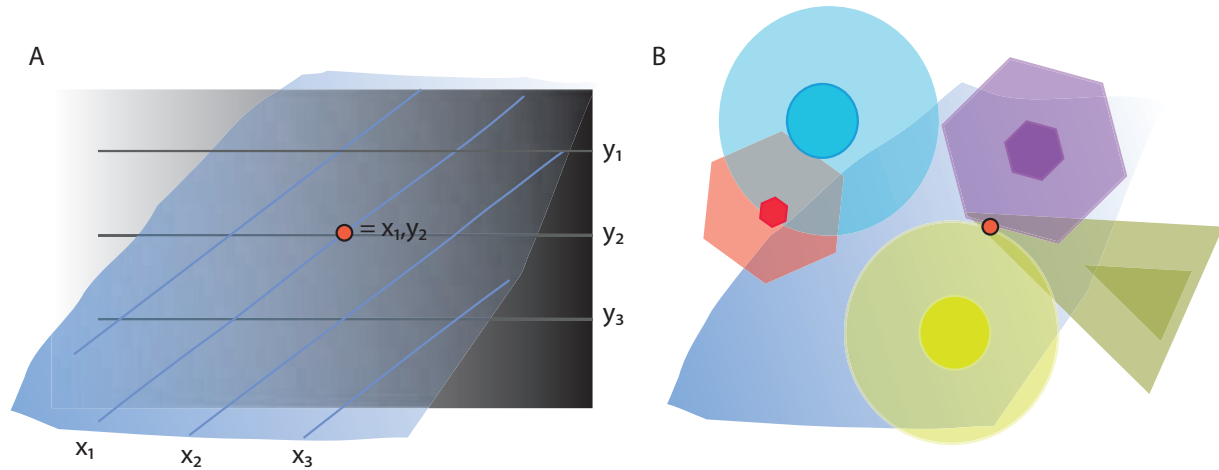 A
B
y₁
= x₁,y₂
y₂
y₃
x₁
x₂
x₃